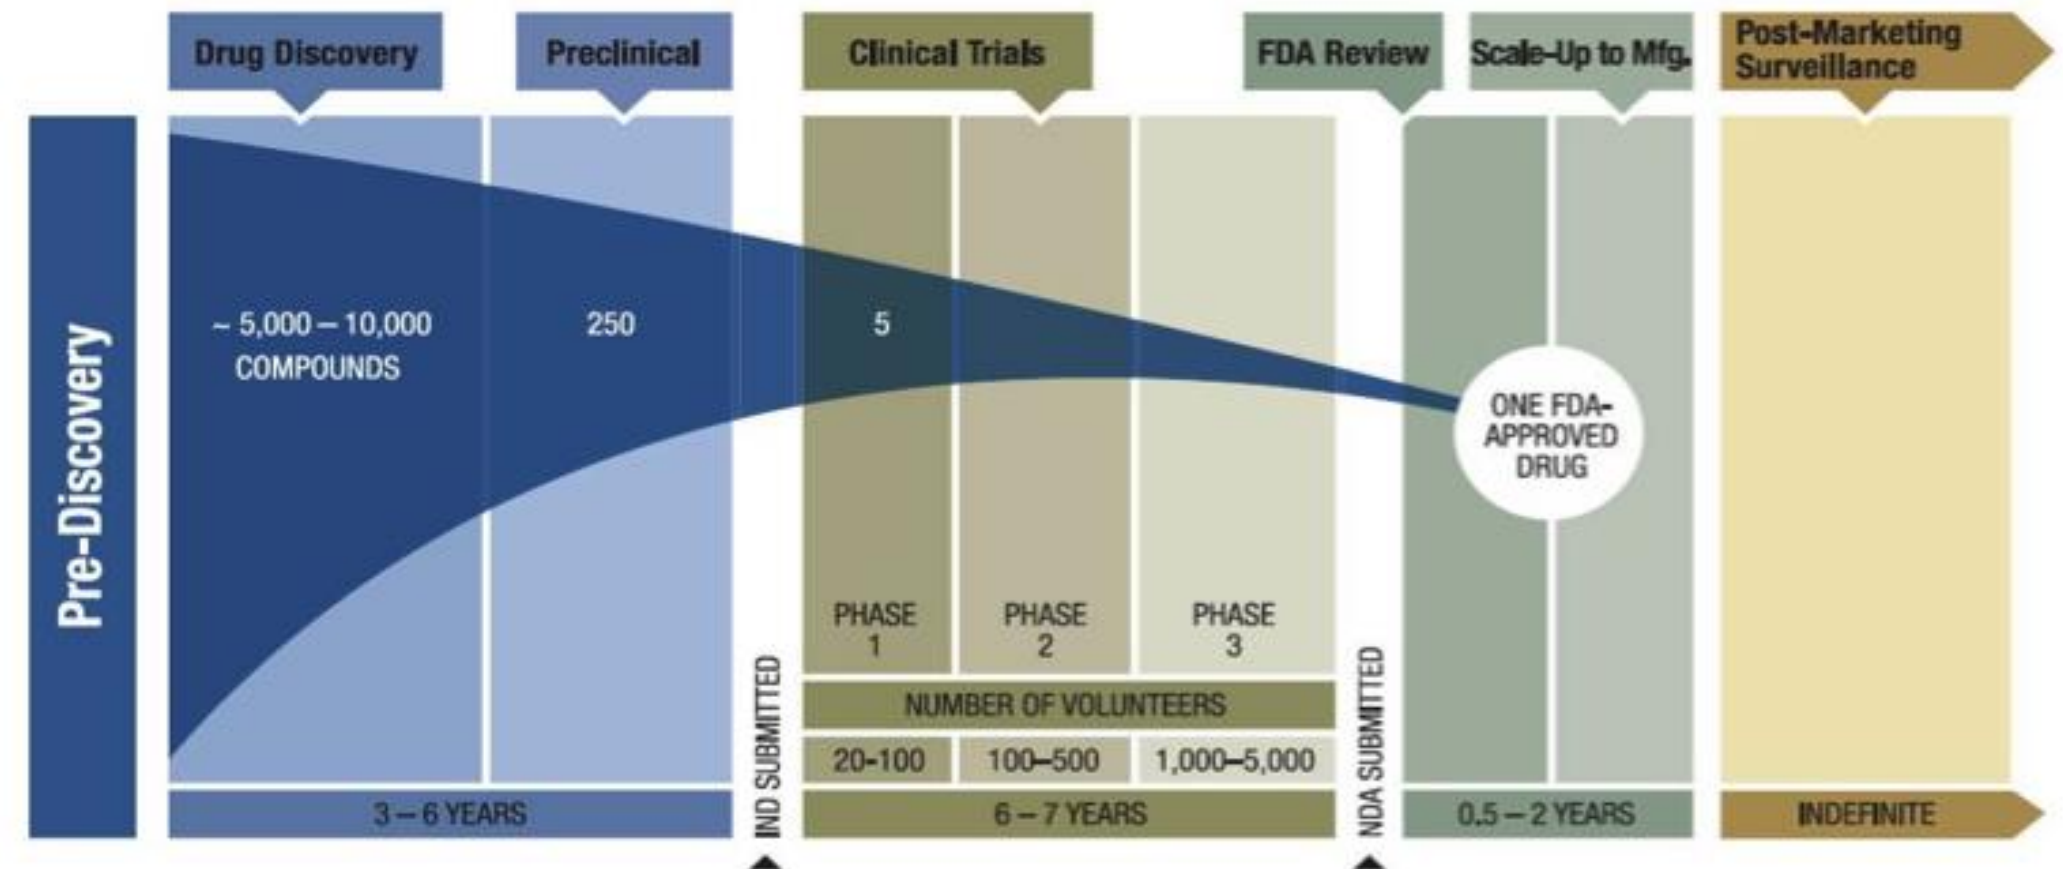 Drug Discovery
Preclinical
Clinical Trials
FDA Review
Scale-Up to Mfg.
Post-Marketing
Surveillance
Pre-Discovery
~ 5,000 – 10,000
COMPOUNDS
250
5
ONE FDA-
APPROVED
DRUG
PHASE
1
PHASE
2
PHASE
3
NUMBER OF VOLUNTEERS
20-100
100–500
1,000–5,000
IND SUBMITTED
NDA SUBMITTED
3 – 6 YEARS
6 – 7 YEARS
0.5 – 2 YEARS
INDEFINITE